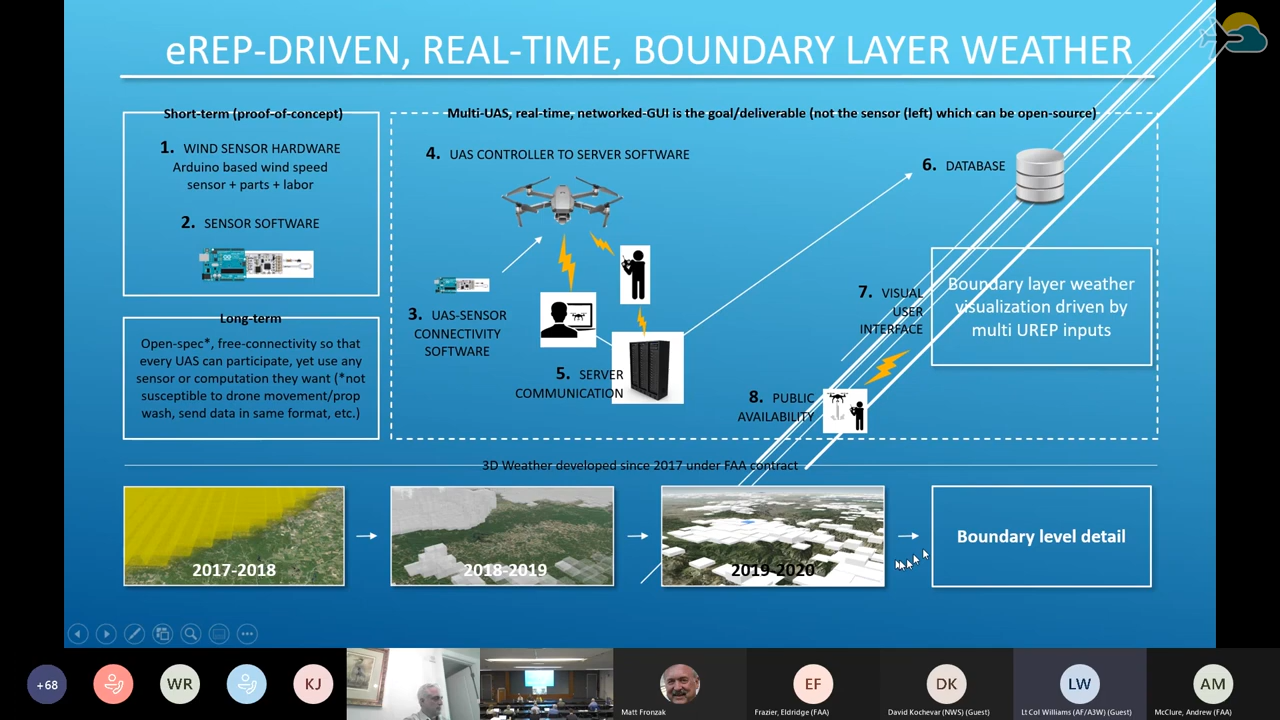 eREP-DRIVEN, REAL-TIME, BOUNDARY LAYER WEATHER
Short-term (proof-of-concept)
1. WIND SENSOR HARDWARE
Arduino based wind speed
sensor + parts + labor
2. SENSOR SOFTWARE
Long-term
Open-spec*, free-connectivity so that
every UAS can participate, yet use any
sensor or computation they want (*not
susceptible to drone movement/prop
wash, send data in same format, etc.)
Multi-UAS, real-time, networked-GUI is the goal/deliverable (not the sensor (left) which can be open-source)
4. UAS CONTROLLER TO SERVER SOFTWARE
3. UAS-SENSOR
CONNECTIVITY
SOFTWARE
5. SERVER
COMMUNICATION
6. DATABASE
7. VISUAL
USER
INTERFACE
Boundary layer weather
visualization driven by
multi UREP inputs
8. PUBLIC
AVAILABILITY
3D Weather developed since 2017 under FAA contract
2017-2018
2018-2019
2019-2020
Boundary level detail
+68
WR
KJ
Matt Fronzak
EF
Frazier, Eldridge (FAA)
DK
David Kochevar (NWS) (Guest)
LW
Lt Col Williams (AF/A3W) (Guest)
AM
McClure, Andrew (FAA)